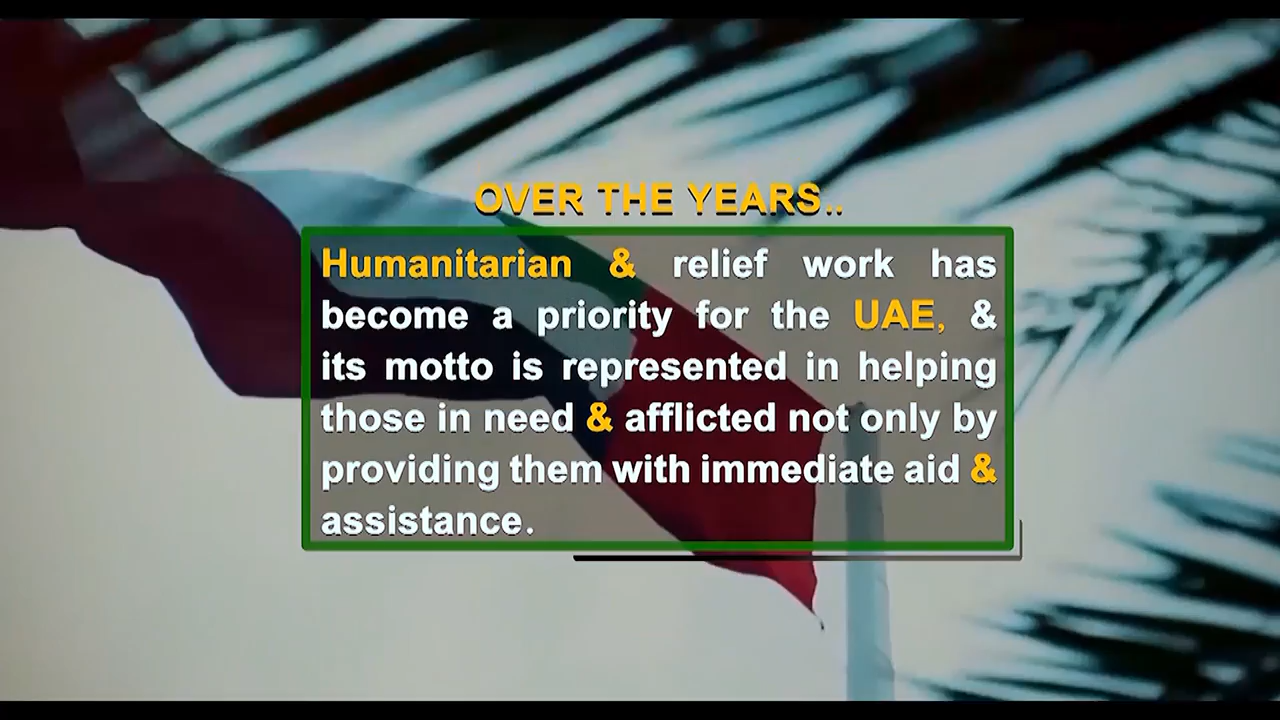 OVER THE YEARS..
Humanitarian & relief work has
become a priority for the UAE, &
its motto is represented in helping
those in need & afflicted not only by
providing them with immediate aid &
assistance.